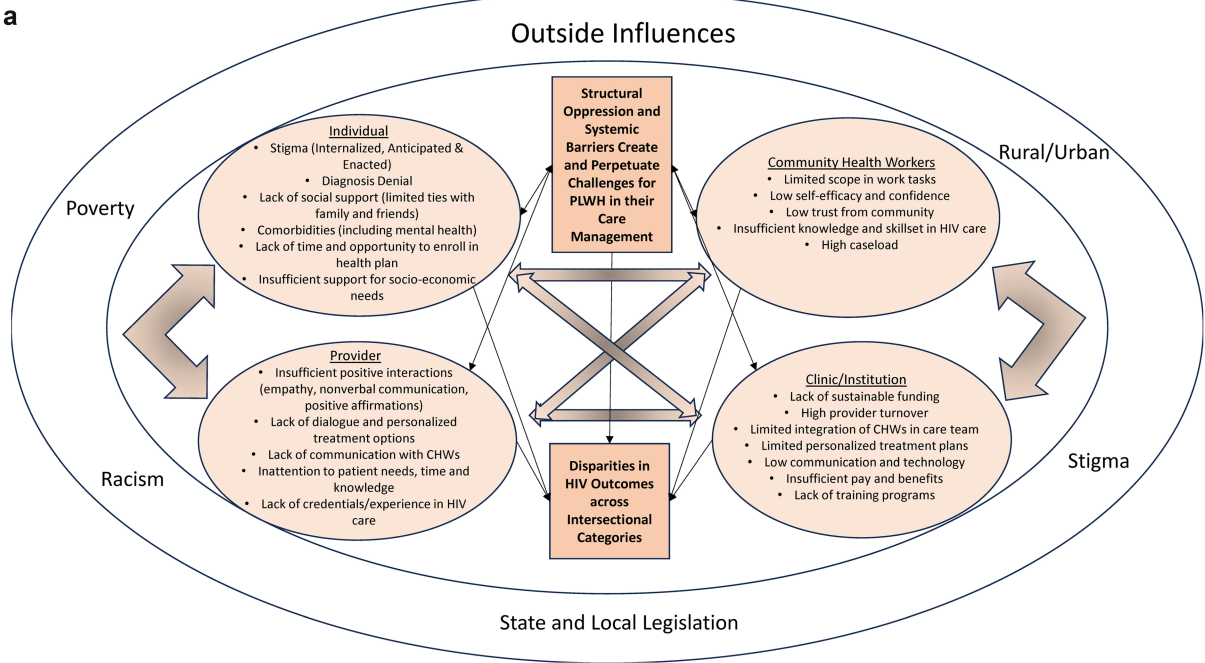 a
Outside Influences
Structural
Oppression and
Systemic
Barriers Create
and Perpetuate
Challenges for
PLWH in their
Care
Management
Individual
• Stigma (Internalized, Anticipated &
Enacted)
• Diagnosis Denial
• Lack of social support (limited ties with
family and friends)
• Comorbidities (including mental health)
• Lack of time and opportunity to enroll in
health plan
• Insufficient support for socio-economic
needs
Community Health Workers
• Limited scope in work tasks
• Low self-efficacy and confidence
• Low trust from community
• Insufficient knowledge and skillset in HIV care
• High caseload
Rural/Urban
Poverty
Provider
• Insufficient positive interactions
(empathy, nonverbal communication,
positive affirmations)
• Lack of dialogue and personalized
treatment options
• Lack of communication with CHWs
• Inattention to patient needs, time and
knowledge
• Lack of credentials/experience in HIV
care
Clinic/Institution
• Lack of sustainable funding
• High provider turnover
• Limited integration of CHWs in care team
• Limited personalized treatment plans
• Low communication and technology
• Insufficient pay and benefits
• Lack of training programs
Disparities in
HIV Outcomes
across
Intersectional
Categories
Racism
Stigma
State and Local Legislation